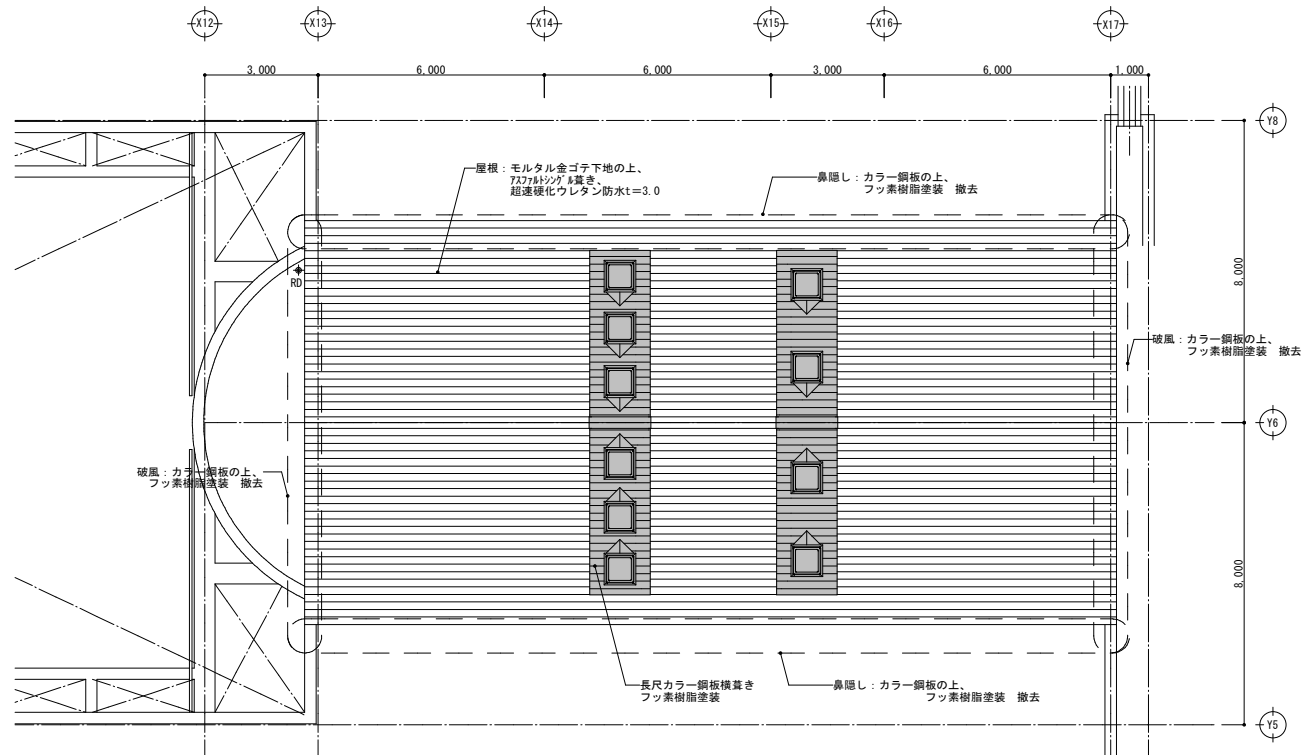 X12
X13
X14
X15
X16
X17
3,000
6,000
6,000
3,000
6,000
1,000
Y8
屋根：モルタル金ゴテ下地の上、
アスファルトシングル葺き、
超速硬化ウレタン防水t＝3.0
鼻隠し：カラー鋼板の上、
フッ素樹脂塗装　撤去
RD
8,000
破風：カラー鋼板の上、
フッ素樹脂塗装　撤去
Y6
破風：カラー鋼板の上、
フッ素樹脂塗装　撤去
8,000
長尺カラー鋼板横葺き
フッ素樹脂塗装
鼻隠し：カラー鋼板の上、
フッ素樹脂塗装　撤去
Y5